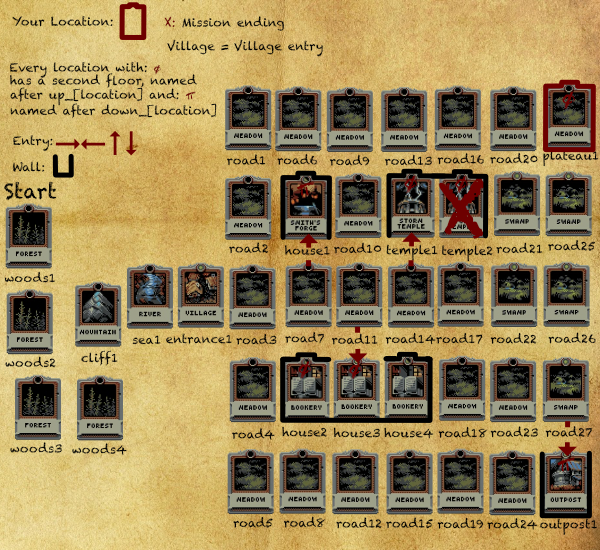 Your Location:
X: Mission ending
Village = Village entry
Every location with: ♂
has a second floor, named
after up_[location] and: π
named after down_[location]
Entry: →← ↑ ↓
Wall:
Start
MEADOW MEADOW MEADOW MEADOW MEADOW MEADOW MEADOW
road1 road6 road9 road13 road16 road20 plateau1
FOREST MEADOW SMITH'S FORGE MEADOW STORM TEMPLE SWAMP SWAMP
woods1 road2 house1 road10 temple1 temple2 road21 road25
FOREST MOUNTAIN RIVER VILLAGE MEADOW MEADOW MEADOW MEADOW MEADOW SWAMP SWAMP
woods2 cliff1 sea1 entrance1 road3 road7 road11 road14 road17 road22 road26
FOREST FOREST MEADOW BOOKERY BOOKERY BOOKERY MEADOW MEADOW SWAMP
woods3 woods4 road4 house2 house3 house4 road18 road23 road27
MEADOW MEADOW MEADOW MEADOW MEADOW MEADOW OUTPOST
road5 road8 road12 road15 road19 road24 outpost1